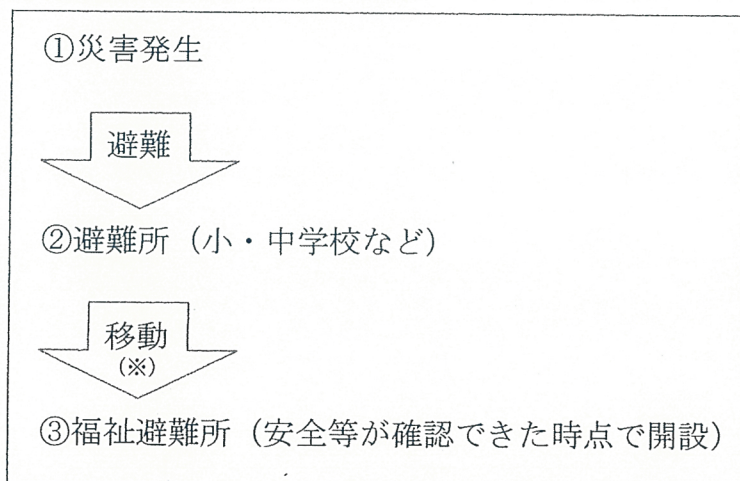 ①災害発生
避難
②避難所（小・中学校など）
移動
(※)
③福祉避難所（安全等が確認できた時点で開設）